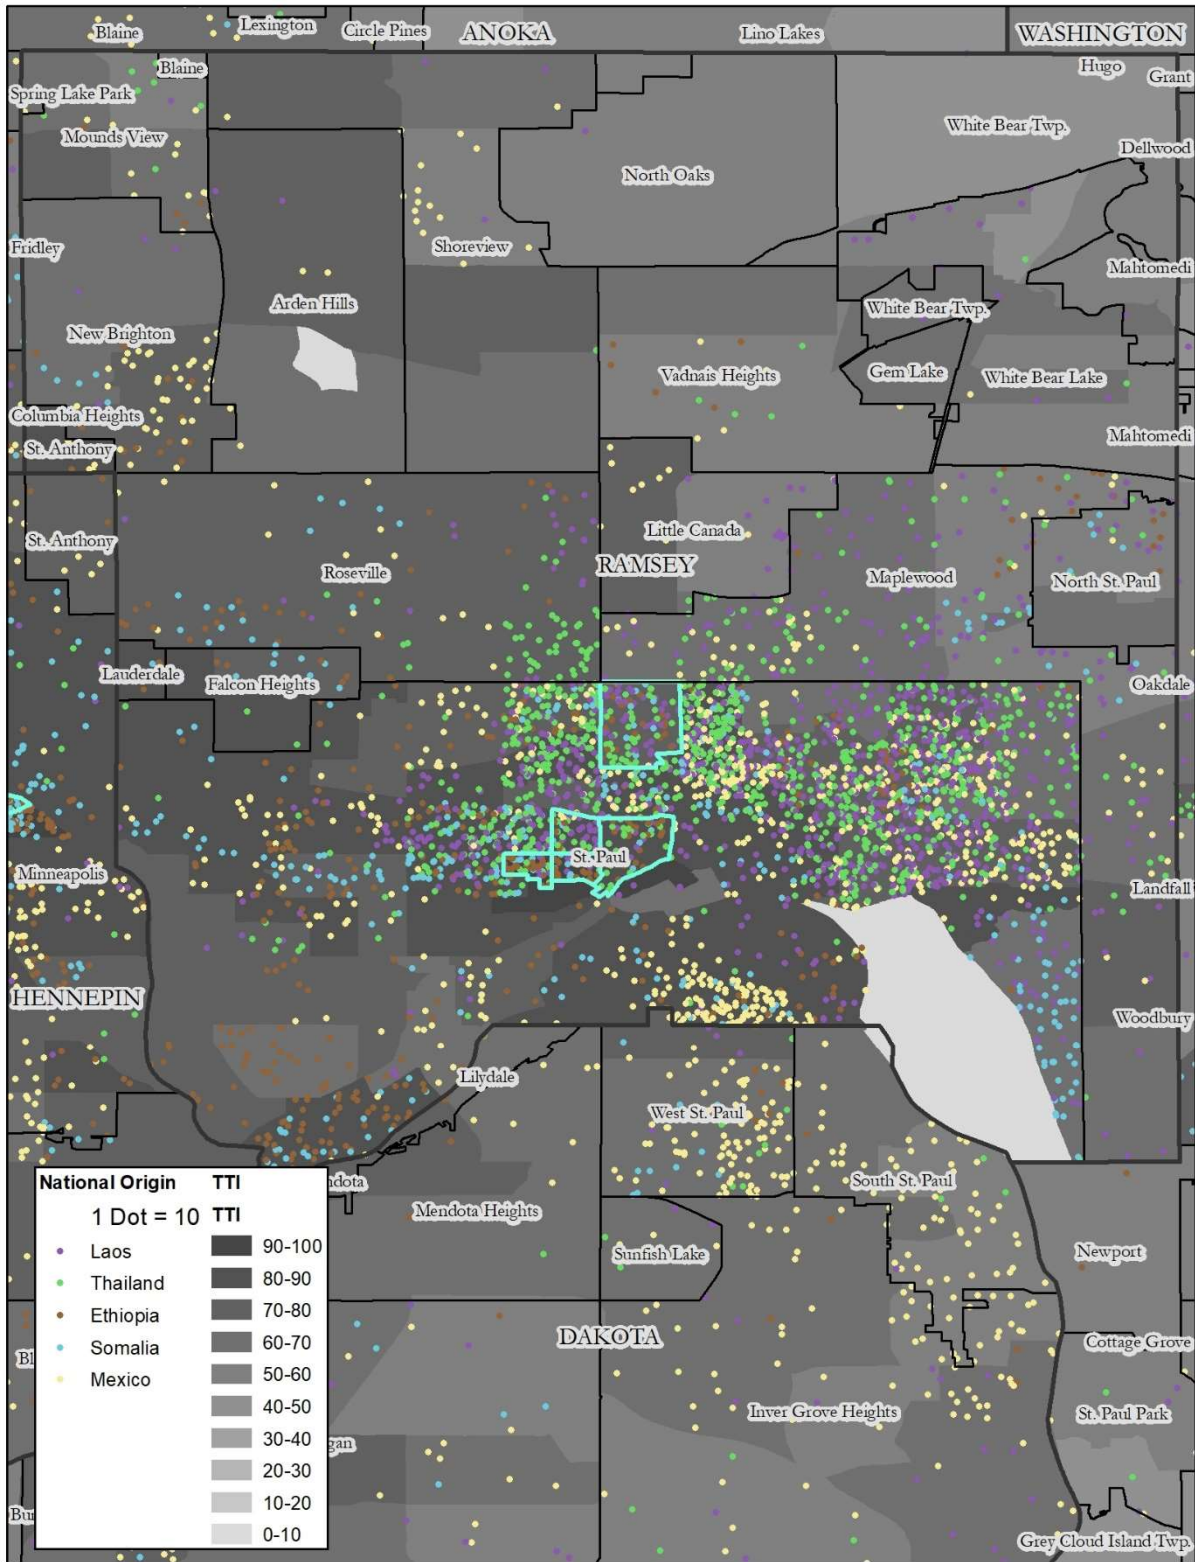 Blaine
Lexington
Circle Pines
ANOKA
Lino Lakes
WASHINGTON
Blaine
Hugo
Grant
Spring Lake Park
Mounds View
White Bear Twp.
Dellwood
North Oaks
Fridley
Shoreview
Mahtomedi
Arden Hills
White Bear Twp.
New Brighton
Vadnais Heights
Gem Lake
White Bear Lake
Columbia Heights
St. Anthony
Mahtomedi
St. Anthony
Little Canada
RAMSEY
Roseville
Maplewood
North St. Paul
Lauderdale
Falcon Heights
Oakdale
St. Paul
Minneapolis
Landfall
HENNEPIN
Woodbury
Lilydale
West St. Paul
ndota
South St. Paul
Mendota Heights
Sunfish Lake
Newport
DAKOTA
Cottage Grove
Inver Grove Heights
St. Paul Park
gan
Grey Cloud Island Twp.
Bl
Bu
National Origin
1 Dot = 10
Laos
Thailand
Ethiopia
Somalia
Mexico
TTI
TTI
90-100
80-90
70-80
60-70
50-60
40-50
30-40
20-30
10-20
0-10